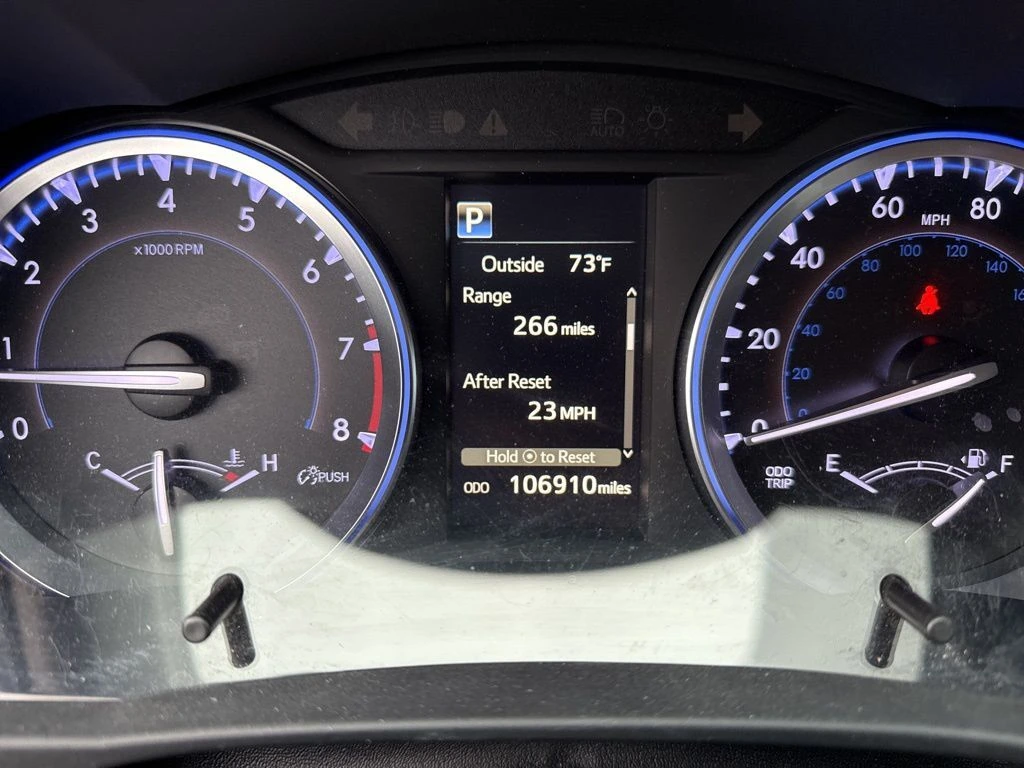 AUTO
P
Outside 73°F
Range
266 miles
After Reset
23 MPH
Hold to Reset
ODO 106910 miles
0
1
2
3
4
5
6
7
8
x1000 RPM
C
H
PUSH
0
20
40
60
80
MPH
0
20
40
60
80
100
120
140
ODO
TRIP
E
F